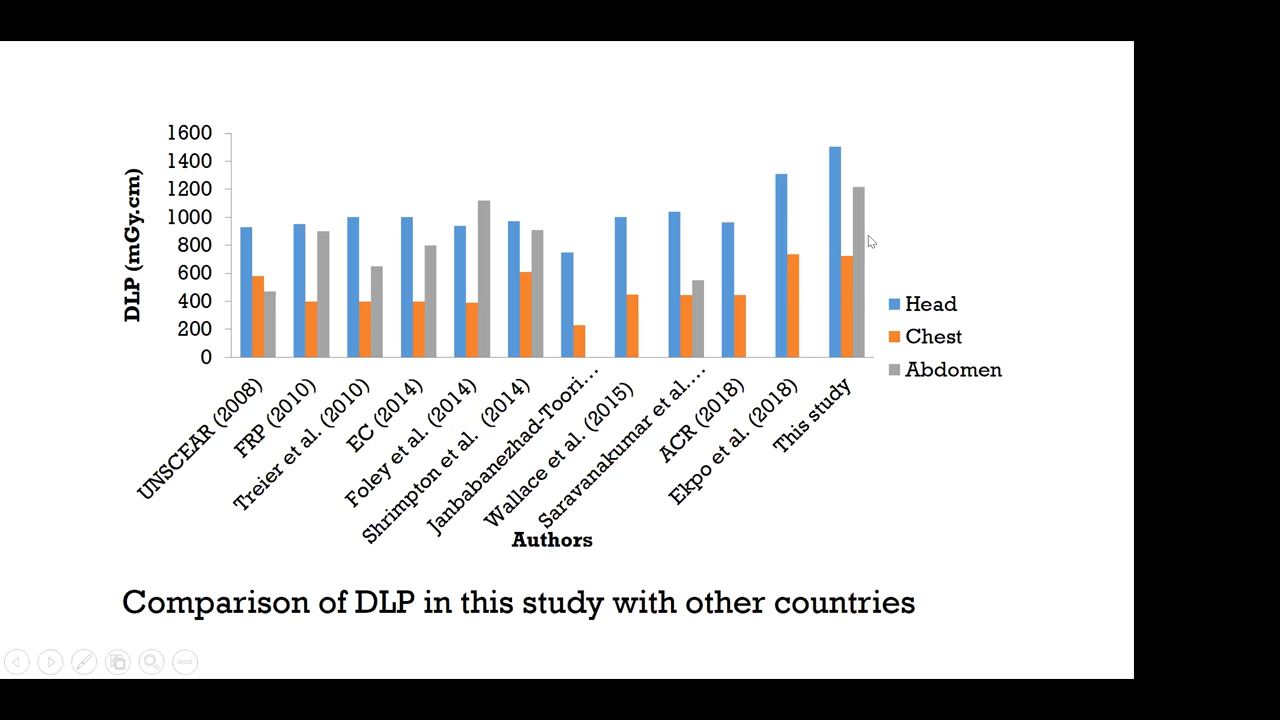 1600
1400
1200
1000
800
600
400
200
0
DLP (mGy.cm)
Head
Chest
Abdomen
UNSCEAR (2008)
FRP (2010)
Treier et al. (2010)
EC (2014)
Foley et al. (2014)
Shrimpton et al. (2014)
Janbabanezhad-Toori...
Wallace et al. (2015)
Saravanakumar et al....
ACR (2018)
Ekpo et al. (2018)
This study
Authors
Comparison of DLP in this study with other countries